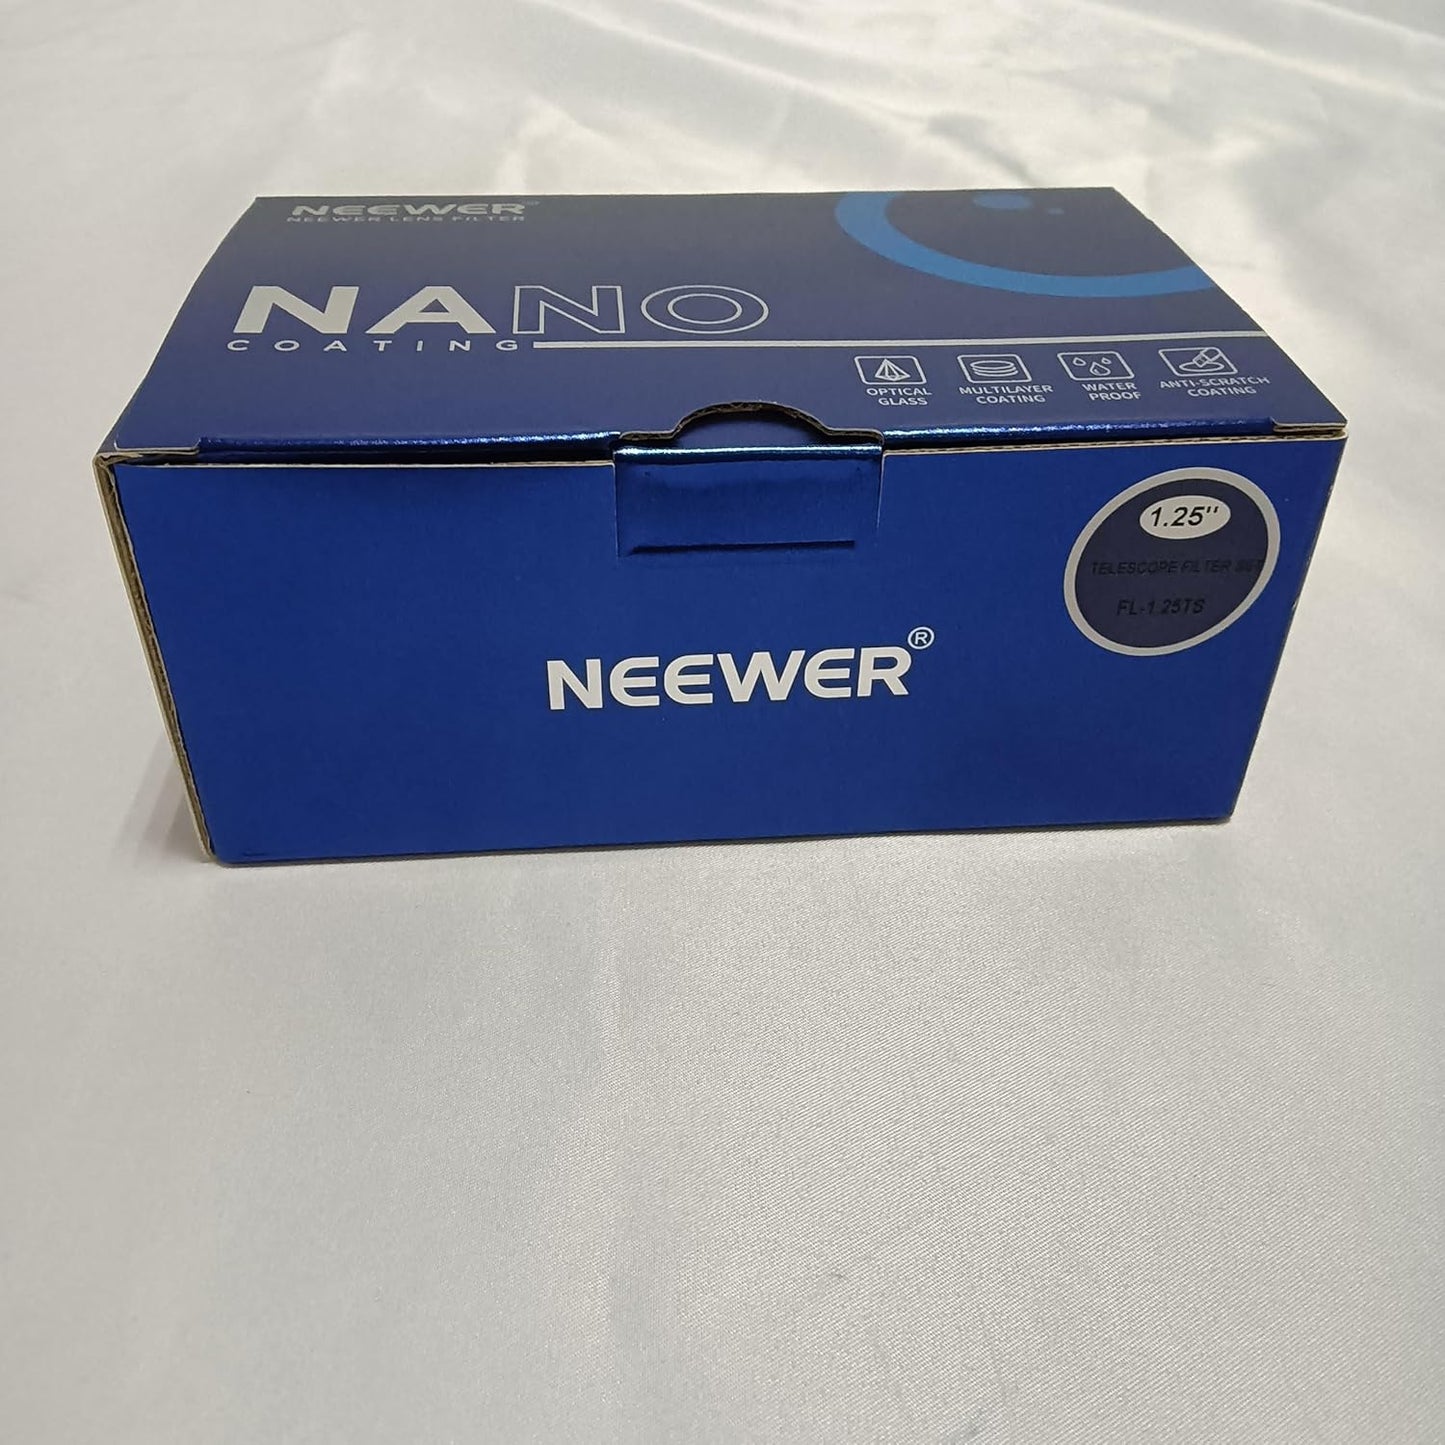 NEEWER®
NEEWER LENS FILTER
NANO
COATING
OPTICAL
GLASS
MULTILAYER
COATING
WATER
PROOF
ANTI-SCRATCH
COATING
1.25"
TELESCOPE FILTER SET
FL-1.25TS
NEEWER®